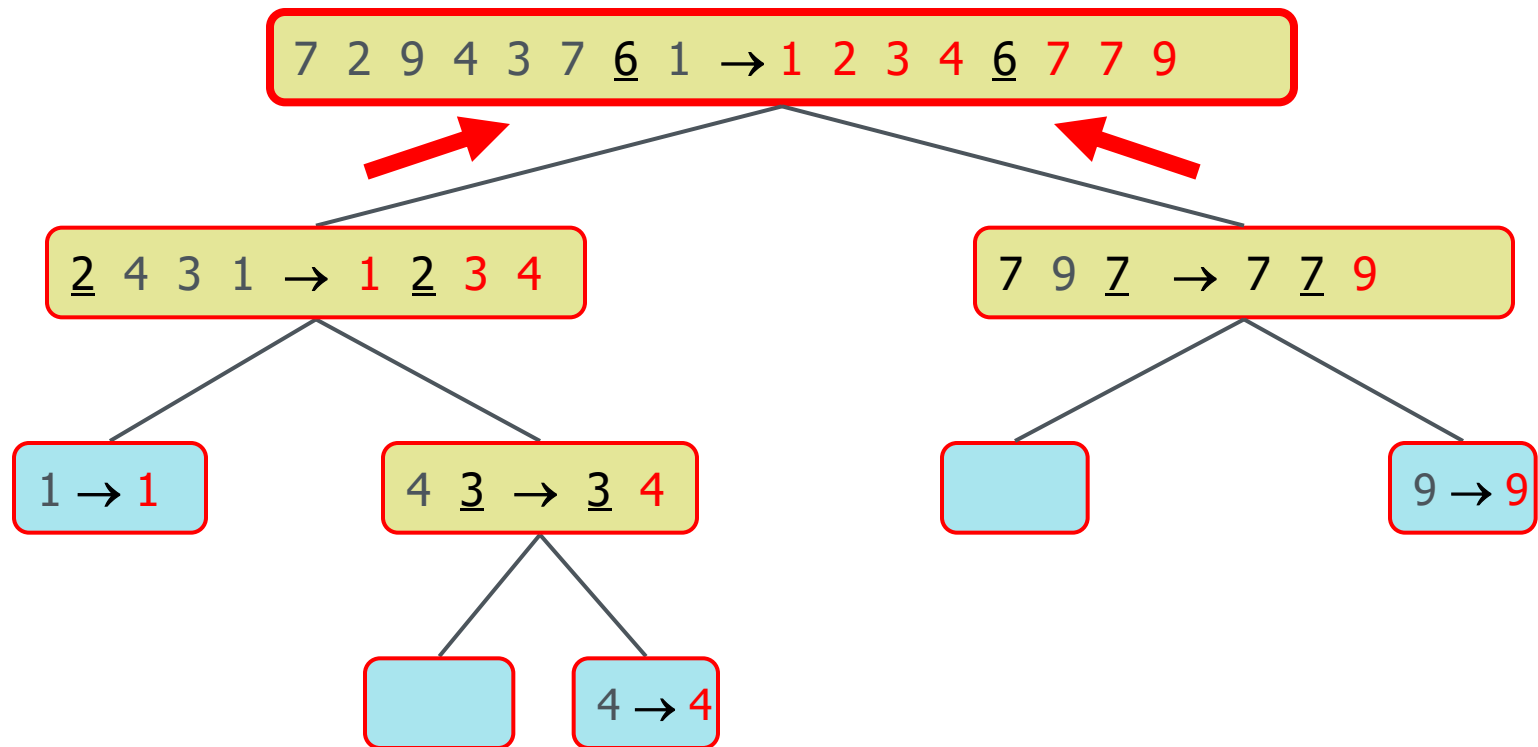 7 2 9 4 3 7 6 1 → 1 2 3 4 6 7 7 9
2 4 3 1 → 1 2 3 4
7 9 7 → 7 7 9
1 → 1
4 3 → 3 4
9 → 9
4 → 4